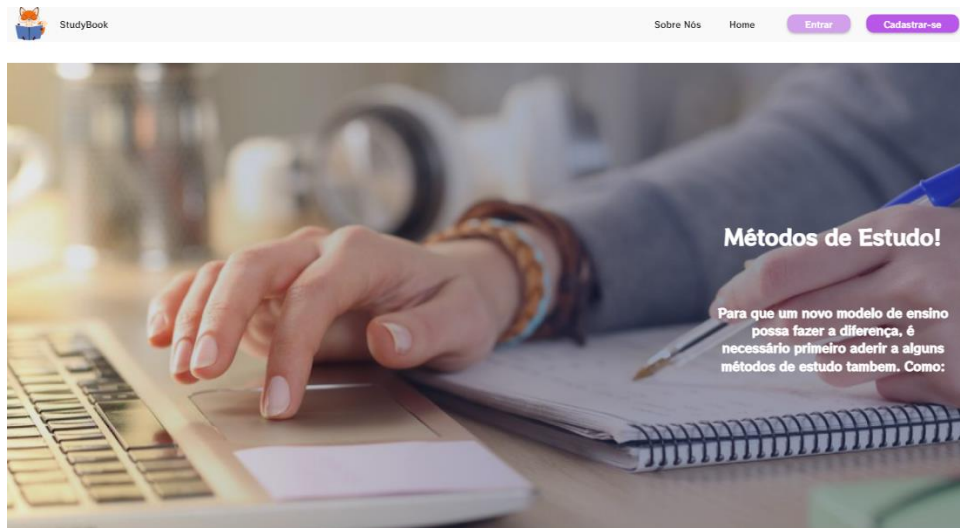 StudyBook
Sobre Nós
Home
Entrar
Cadastrar-se
Métodos de Estudo!
Para que um novo modelo de ensino
possa fazer a diferença, é
necessário primeiro aderir a alguns
métodos de estudo tambem. Como: